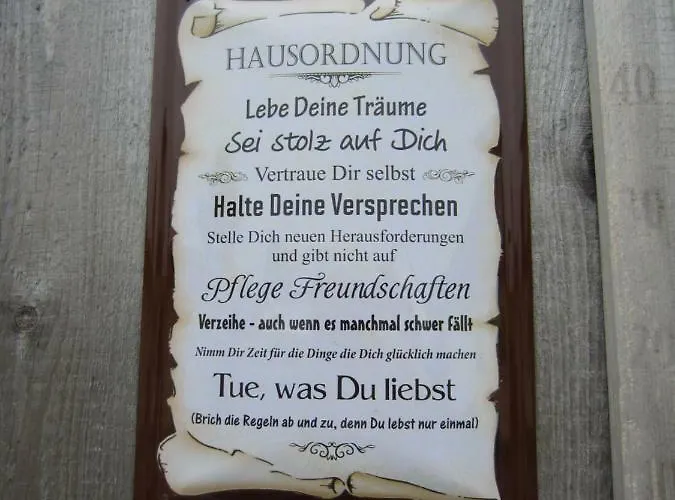 HAUSORDNUNG
Lebe Deine Träume
Sei stolz auf Dich
Vertraue Dir selbst
Halte Deine Versprechen
Stelle Dich neuen Herausforderungen
und gibt nicht auf
Pflege Freundschaften
Verzeihe - auch wenn es manchmal schwer fällt
Nimm Dir Zeit für die Dinge die Dich glücklich machen
Tue, was Du liebst
(Brich die Regeln ab und zu, denn Du lebst nur einmal)
40